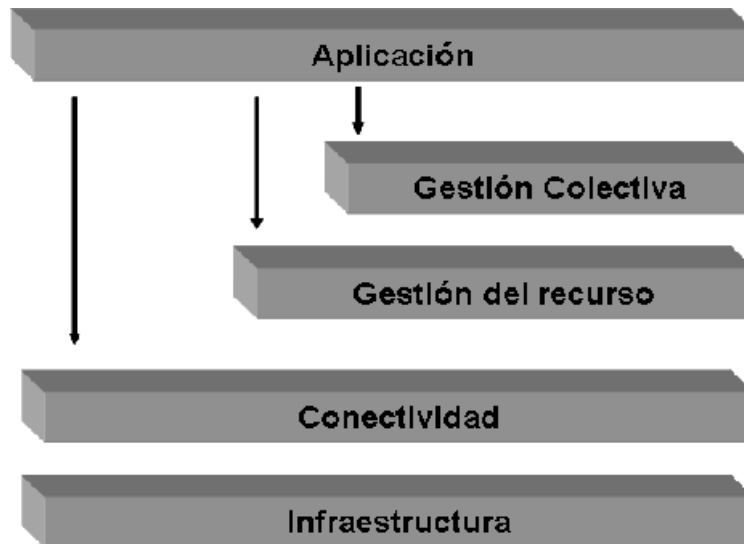 Aplicación
Gestión Colectiva
Gestión del recurso
Conectividad
Infraestructura